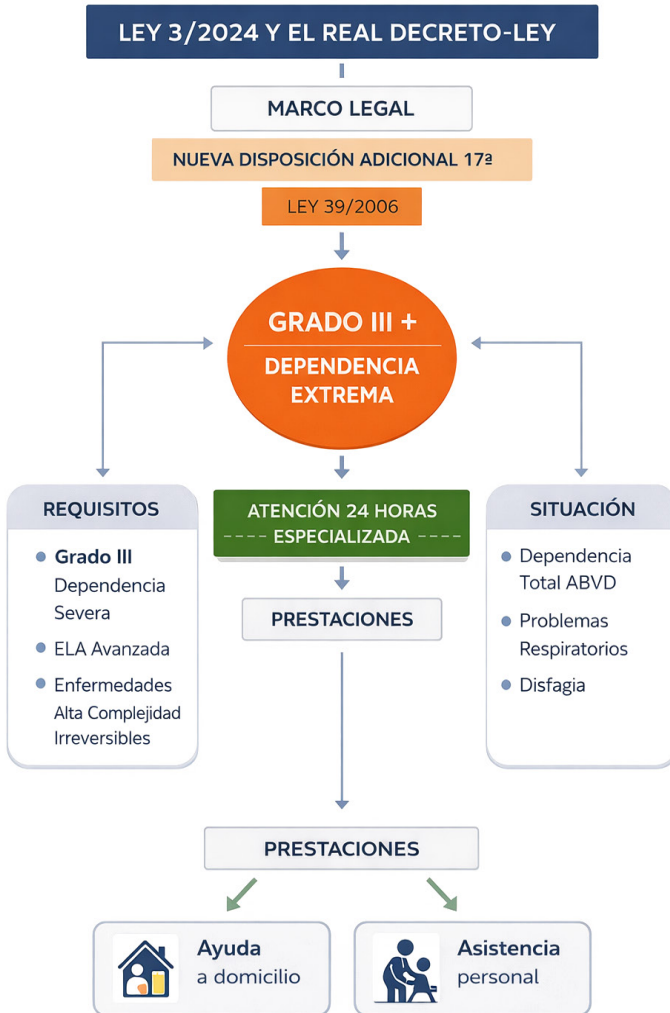 LEY 3/2024 Y EL REAL DECRETO-LEY
MARCO LEGAL
NUEVA DISPOSICIÓN ADICIONAL 17ª
LEY 39/2006
GRADO III +
DEPENDENCIA
EXTREMA
REQUISITOS
Grado III
Dependencia
Severa
ELA Avanzada
Enfermedades
Alta Complejidad
Irreversibles
ATENCIÓN 24 HORAS
ESPECIALIZADA
PRESTACIONES
SITUACIÓN
Dependencia
Total ABVD
Problemas
Respiratorios
Disfagia
PRESTACIONES
Ayuda
a domicilio
Asistencia
personal